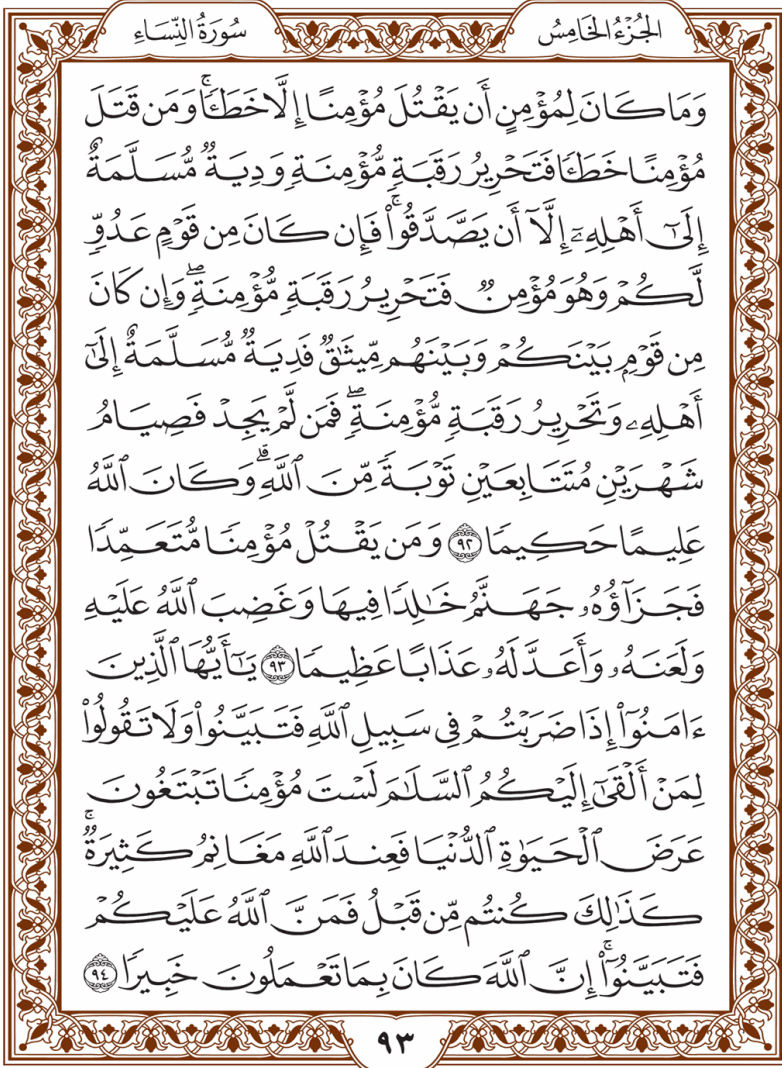 الجُزْءُ الخَامِسُ
سُورَةُ النِّسَاءِ
وَمَا كَانَ لِمُؤْمِنٍ أَن يَقْتُلَ مُؤْمِنًا إِلَّا خَطَـًٔاۚ وَمَن قَتَلَ
مُؤْمِنًا خَطَـًٔا فَتَحْرِيرُ رَقَبَةٍ مُّؤْمِنَةٍ وَدِيَةٌ مُّسَلَّمَةٌ
إِلَىٰٓ أَهْلِهِۦٓ إِلَّآ أَن يَصَّدَّقُوا۟ۚ فَإِن كَانَ مِن قَوْمٍ عَدُوٍّ
لَّكُمْ وَهُوَ مُؤْمِنٌ فَتَحْرِيرُ رَقَبَةٍ مُّؤْمِنَةٍۖ وَإِن كَانَ
مِن قَوْمٍۭ بَيْنَكُمْ وَبَيْنَهُم مِّيثَـٰقٌ فَدِيَةٌ مُّسَلَّمَةٌ إِلَىٰٓ
أَهْلِهِۦ وَتَحْرِيرُ رَقَبَةٍ مُّؤْمِنَةٍۖ فَمَن لَّمْ يَجِدْ فَصِيَامُ
شَهْرَيْنِ مُتَتَابِعَيْنِ تَوْبَةً مِّنَ ٱللَّهِۗ وَكَانَ ٱللَّهُ
عَلِيمًا حَكِيمًا ٩٢ وَمَن يَقْتُلْ مُؤْمِنًا مُّتَعَمِّدًا
فَجَزَآؤُهُۥ جَهَنَّمُ خَـٰلِدًا فِيهَا وَغَضِبَ ٱللَّهُ عَلَيْهِ
وَلَعَنَهُۥ وَأَعَدَّ لَهُۥ عَذَابًا عَظِيمًا ٩٣ يَـٰٓأَيُّهَا ٱلَّذِينَ
ءَامَنُوٓا۟ إِذَا ضَرَبْتُمْ فِى سَبِيلِ ٱللَّهِ فَتَبَيَّنُوا۟ وَلَا تَقُولُوا۟
لِمَنْ أَلْقَىٰٓ إِلَيْكُمُ ٱلسَّلَـٰمَ لَسْتَ مُؤْمِنًا تَبْتَغُونَ
عَرَضَ ٱلْحَيَوٰةِ ٱلدُّنْيَا فَعِندَ ٱللَّهِ مَغَانِمُ كَثِيرَةٌۚ
كَذَٰلِكَ كُنتُم مِّن قَبْلُ فَمَنَّ ٱللَّهُ عَلَيْكُمْ
فَتَبَيَّنُوٓا۟ۚ إِنَّ ٱللَّهَ كَانَ بِمَا تَعْمَلُونَ خَبِيرًا ٩٤
٩٣